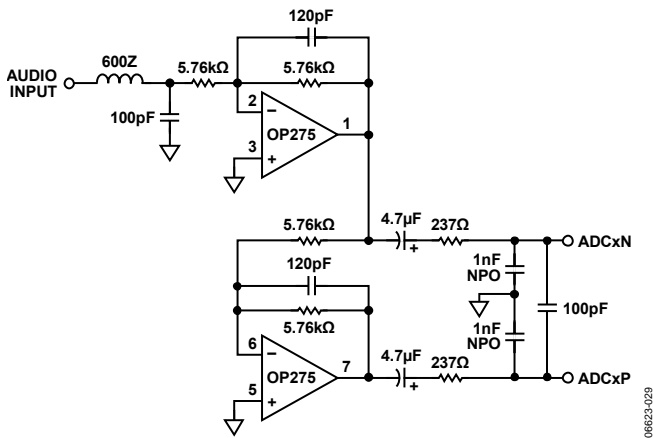 120pF
600Z
5.76kΩ
5.76kΩ
AUDIO
INPUT
100pF
2
−
OP275
1
3
+
5.76kΩ
4.7µF
+
237Ω
ADCxN
120pF
1nF
NPO
5.76kΩ
100pF
1nF
NPO
6
−
OP275
7
4.7µF
+
237Ω
ADCxP
5
+
06623-029